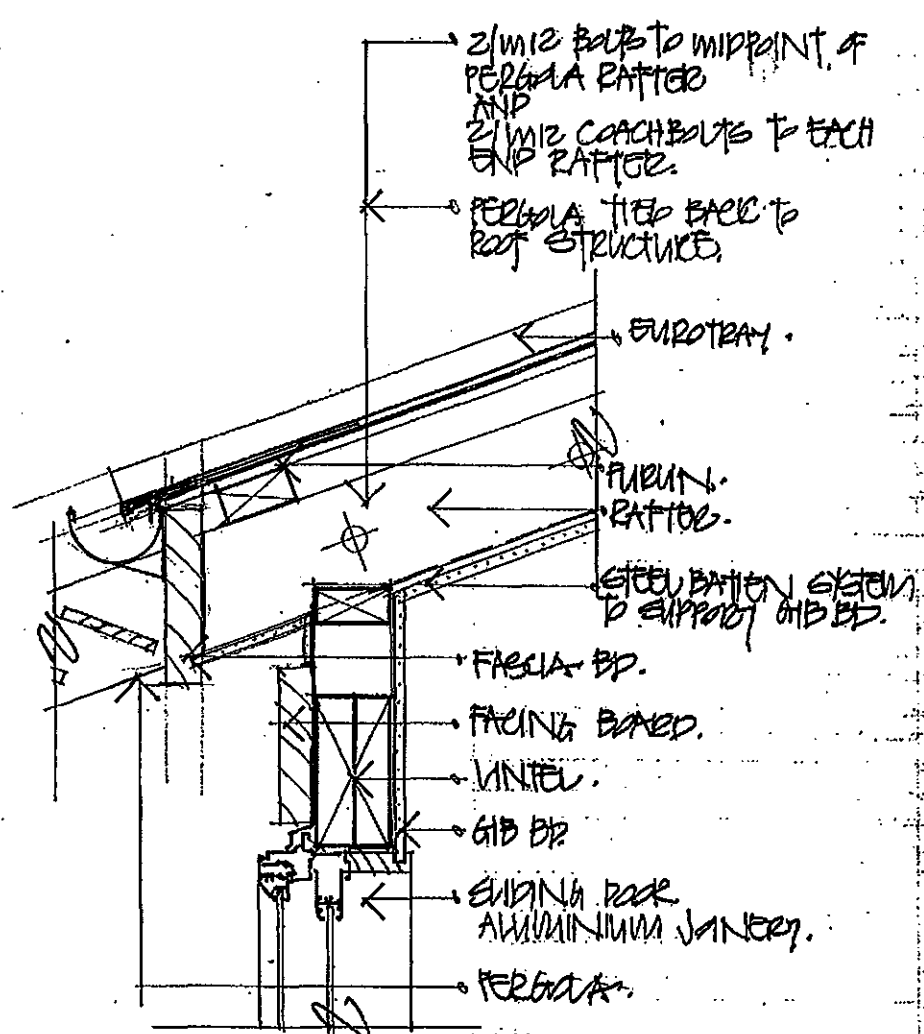 2/M12 BOLTS TO MIDPOINT OF
PERGOLA RAFTER
AND
2/M12 COACHBOLTS TO EACH
END RAFTER.
PERGOLA TIED BACK TO
ROOF STRUCTURE.
EUROTRAY.
PURLIN.
RAFTER.
STEEL BATTEN SYSTEM
TO SUPPORT GIB BD.
FASCIA BD.
FACING BOARD.
LINTEL.
GIB BD.
SLIDING DOOR
ALUMINIUM JOINERY.
PERGOLA.